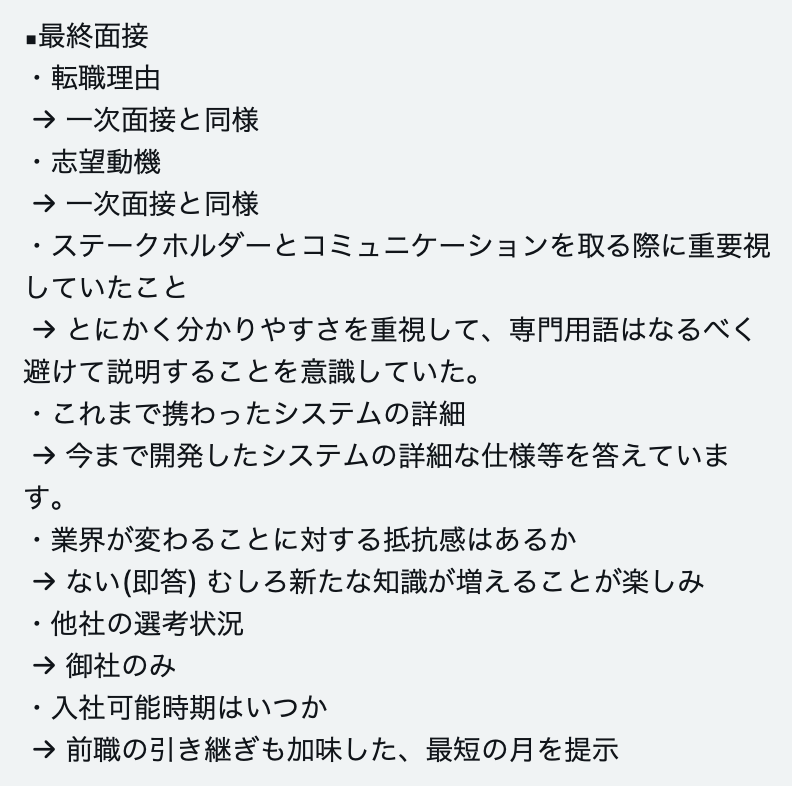 ▪最終面接
・転職理由
→ 一次面接と同様
・志望動機
→ 一次面接と同様
・ステークホルダーとコミュニケーションを取る際に重要視
していたこと
→ とにかく分かりやすさを重視して、専門用語はなるべく
避けて説明することを意識していた。
・これまで携わったシステムの詳細
→ 今まで開発したシステムの詳細な仕様等を答えていま
す。
・業界が変わることに対する抵抗感はあるか
→ ない(即答) むしろ新たな知識が増えることが楽しみ
・他社の選考状況
→ 御社のみ
・入社可能時期はいつか
→ 前職の引き継ぎも加味した、最短の月を提示